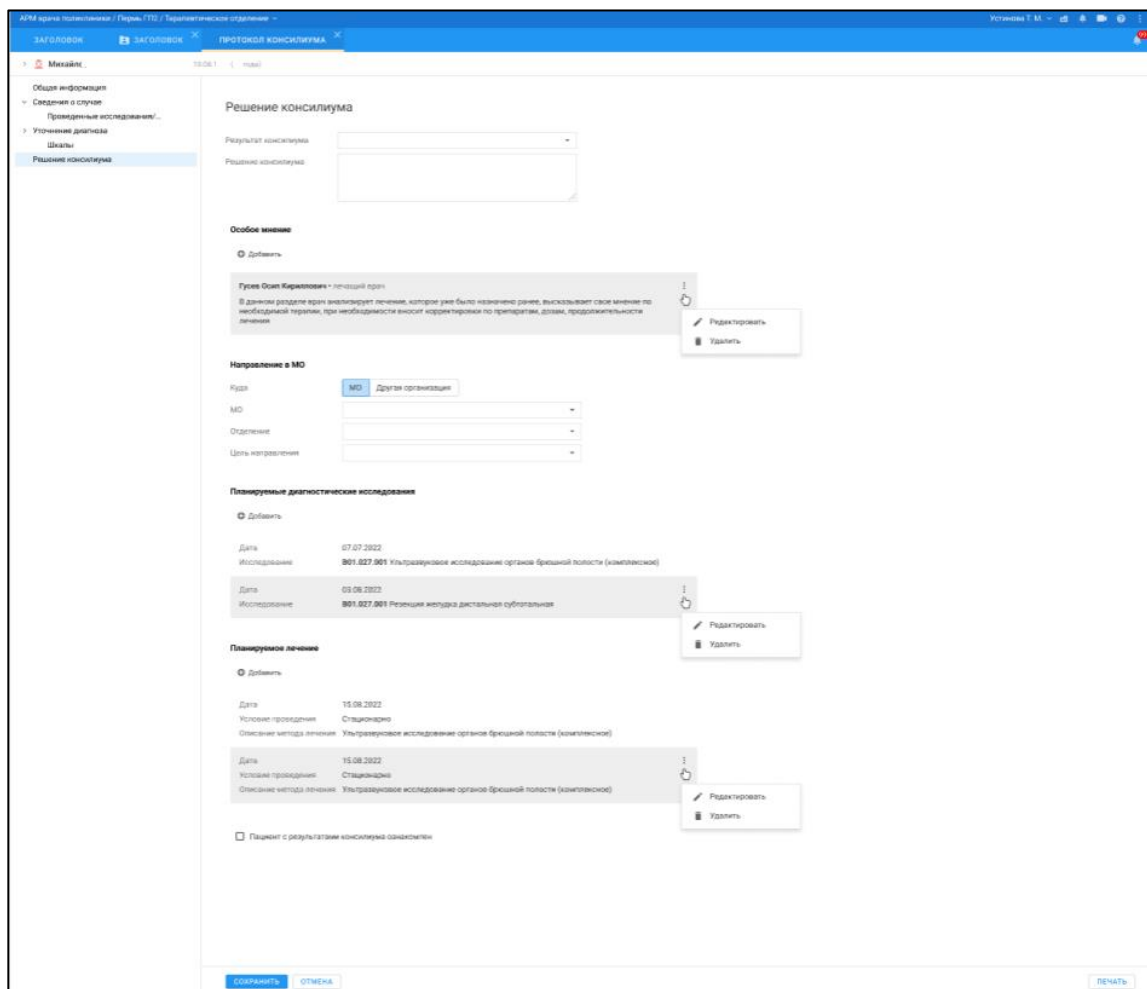 АРМ врача поликлиники / Пермь ГП2 / Терапевтическое отделение
Устинова Т. М.
ЗАГОЛОВОК
ЗАГОЛОВОК
ПРОТОКОЛ КОНСИЛИУМА
99
Михайлс
Общая информация
Сведения о случае
Проведенные исследования/...
Уточнение диагноза
Шкалы
Решение консилиума
Решение консилиума
Результат консилиума
Решение консилиума
Особое мнение
Добавить
Гусев Осип Кириллович • лечащий врач
В данном разделе врач анализирует лечение, которое уже было назначено ранее, высказывает свое мнение по
необходимой терапии, при необходимости вносит корректировки по препаратам, дозам, продолжительности
лечения
Редактировать
Удалить
Направление в МО
Куда
МО
Другая организация
МО
Отделение
Цель направления
Планируемые диагностические исследования
Добавить
Дата 07.07.2022
Исследование B01.027.001 Ультразвуковое исследование органов брюшной полости (комплексное)
Дата 03.08.2022
Исследование B01.027.001 Резекция желудка дистальная субтотальная
Редактировать
Удалить
Планируемое лечение
Добавить
Дата 15.08.2022
Условие проведения Стационарно
Описание метода лечения Ультразвуковое исследование органов брюшной полости (комплексное)
Дата 15.08.2022
Условие проведения Стационарно
Описание метода лечения Ультразвуковое исследование органов брюшной полости (комплексное)
Редактировать
Удалить
Пациент с результатами консилиума ознакомлен
СОХРАНИТЬ
ОТМЕНА
ПЕЧАТЬ